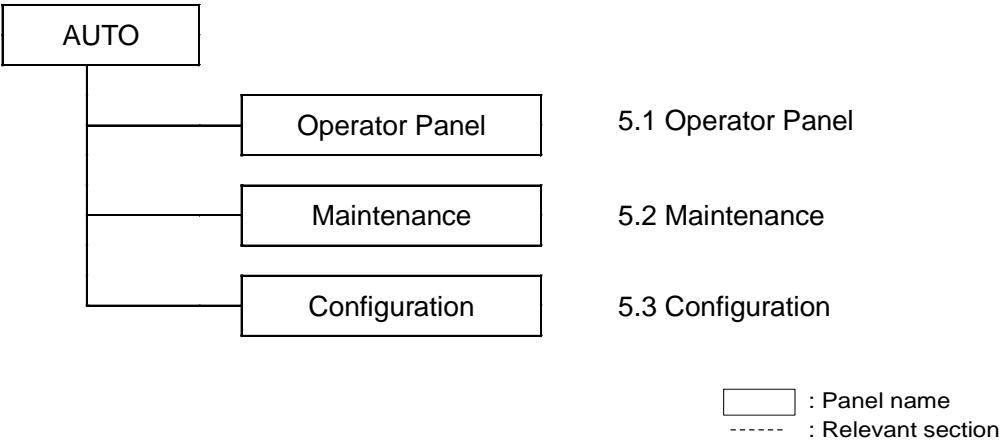 AUTO
Operator Panel 5.1 Operator Panel
Maintenance 5.2 Maintenance
Configuration 5.3 Configuration
: Panel name
: Relevant section